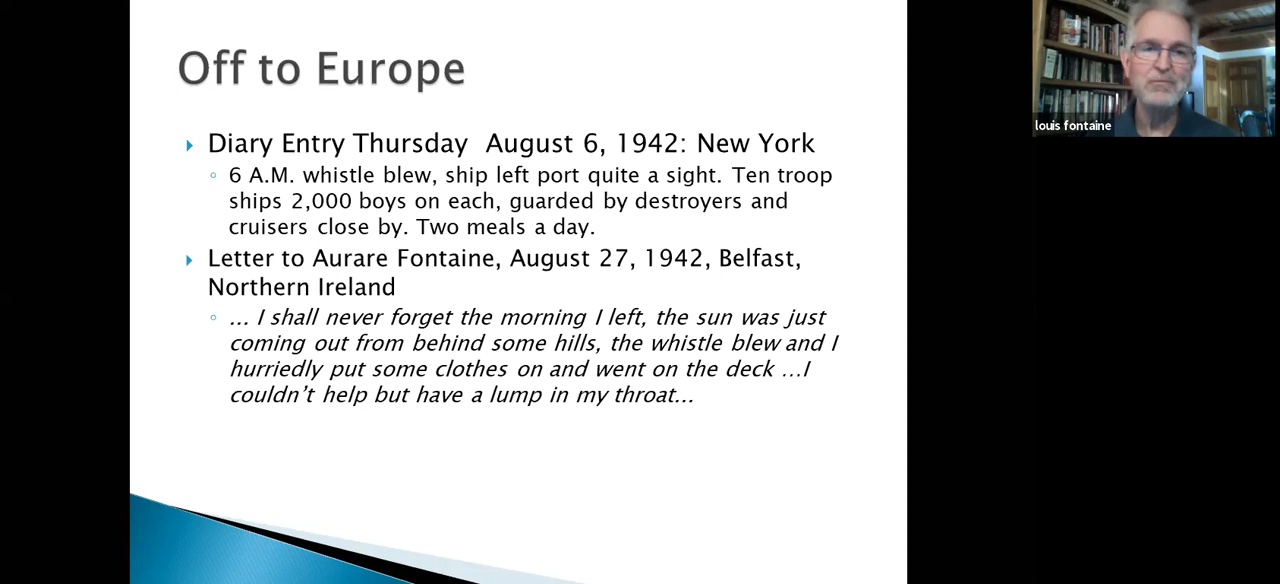 Off to Europe
Diary Entry Thursday August 6, 1942: New York
6 A.M. whistle blew, ship left port quite a sight. Ten troop
ships 2,000 boys on each, guarded by destroyers and
cruisers close by. Two meals a day.
Letter to Aurare Fontaine, August 27, 1942, Belfast,
Northern Ireland
... I shall never forget the morning I left, the sun was just
coming out from behind some hills, the whistle blew and I
hurriedly put some clothes on and went on the deck ...I
couldn't help but have a lump in my throat...
louis fontaine